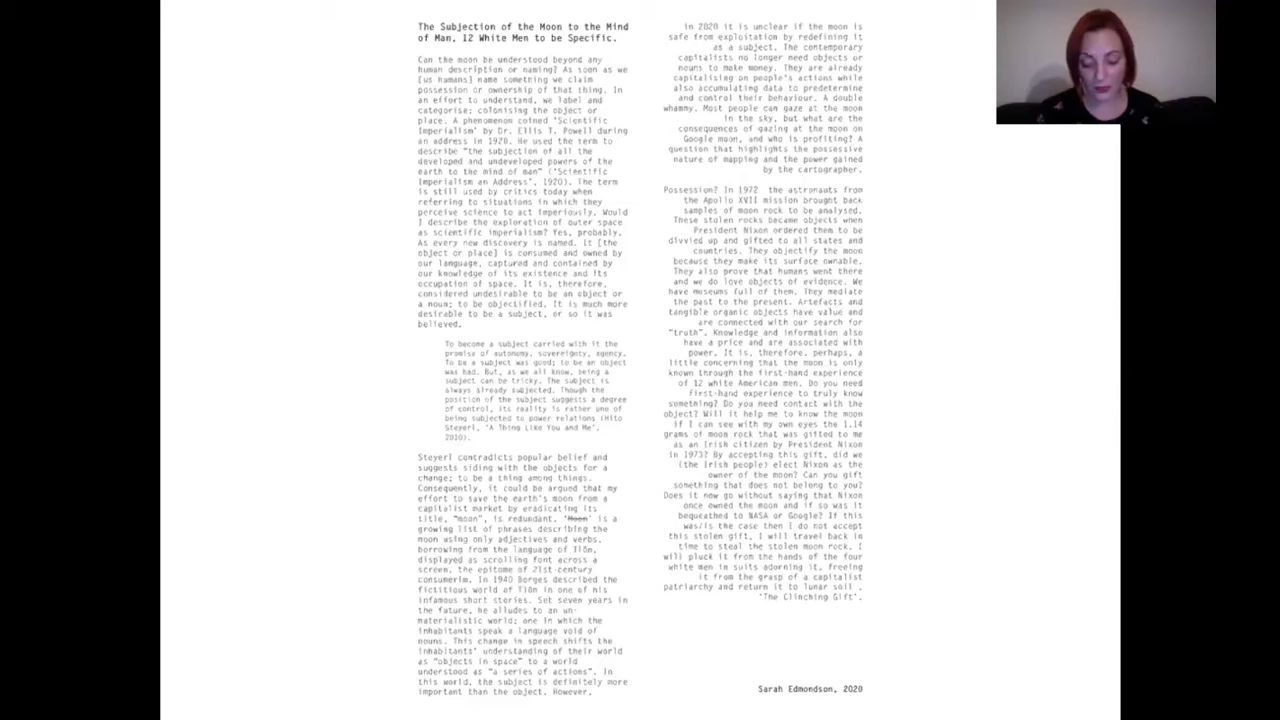 The Subjection of the Moon to the Mind
of Man, 12 White Men to be Specific.
Can the moon be understood beyond any
human description or naming? As soon as we
[us humans] name something we claim
possession or ownership of that thing. In
an effort to understand, we label and
categorise; colonising the object or
place. A phenomenon coined 'Scientific
Imperialism' by Dr. Ellis T. Powell during
an address in 1920. He used the term to
describe "the subjection of all the
developed and undeveloped powers of the
earth to the mind of man" ('Scientific
Imperialism an Address', 1920). The term
is still used by critics today when
referring to situations in which they
perceive science to act imperiously. Would
I describe the exploration of outer space
as scientific imperialism? Yes, probably.
As every new discovery is named. It [the
object or place] is consumed and owned by
our language, captured and contained by
our knowledge of its existence and its
occupation of space. It is, therefore,
considered undesirable to be an object or
a noun; to be objectified. It is much more
desirable to be a subject, or so it was
believed.
To become a subject carried with it the
promise of autonomy, sovereignty, agency.
To be a subject was good; to be an object
was bad. But, as we all know, being a
subject can be tricky. The subject is
always already subjected. Though the
position of the subject suggests a degree
of control, its reality is rather one of
being subjected to power relations (Hito
Steyerl, 'A Thing Like You and Me',
2010).
Steyerl contradicts popular belief and
suggests siding with the objects for a
change; to be a thing among things.
Consequently, it could be argued that my
effort to save the earth's moon from a
capitalist market by eradicating its
title, "moon", is redundant. 'Moon' is a
growing list of phrases describing the
moon using only adjectives and verbs,
borrowing from the language of Tlön,
displayed as scrolling font across a
screen, the epitome of 21st-century
consumerim. In 1940 Borges described the
fictitious world of Tlön in one of his
infamous short stories. Set seven years in
the future, he alludes to an un-
materialistic world; one in which the
inhabitants speak a language void of
nouns. This change in speech shifts the
inhabitants' understanding of their world
as "objects in space" to a world
understood as "a series of actions". In
this world, the subject is definitely more
important than the object. However,
in 2020 it is unclear if the moon is
safe from exploitation by redefining it
as a subject. The contemporary
capitalists no longer need objects or
nouns to make money. They are already
capitalising on people's actions while
also accumulating data to predetermine
and control their behaviour. A double
whammy. Most people can gaze at the moon
in the sky, but what are the
consequences of gazing at the moon on
Google moon, and who is profiting? A
question that highlights the possessive
nature of mapping and the power gained
by the cartographer.
Possession? In 1972 the astronauts from
the Apollo XVII mission brought back
samples of moon rock to be analysed.
These stolen rocks became objects when
President Nixon ordered them to be
divvied up and gifted to all states and
countries. They objectify the moon
because they make its surface ownable.
They also prove that humans went there
and we do love objects of evidence. We
have museums full of them. They mediate
the past to the present. Artefacts and
tangible organic objects have value and
are connected with our search for
"truth". Knowledge and information also
have a price and are associated with
power. It is, therefore, perhaps, a
little concerning that the moon is only
known through the first-hand experience
of 12 white American men. Do you need
first-hand experience to truly know
something? Do you need contact with the
object? Will it help me to know the moon
if I can see with my own eyes the 1.14
grams of moon rock that was gifted to me
as an Irish citizen by President Nixon
in 1973? By accepting this gift, did we
(the Irish people) elect Nixon as the
owner of the moon? Can you gift
something that does not belong to you?
Does it now go without saying that Nixon
once owned the moon and if so was it
bequeathed to NASA or Google? If this
was/is the case then I do not accept
this stolen gift, I will travel back in
time to steal the stolen moon rock. I
will pluck it from the hands of the four
white men in suits adorning it, freeing
it from the grasp of a capitalist
patriarchy and return it to lunar soil ,
'The Clinching Gift'.
Sarah Edmondson, 2020